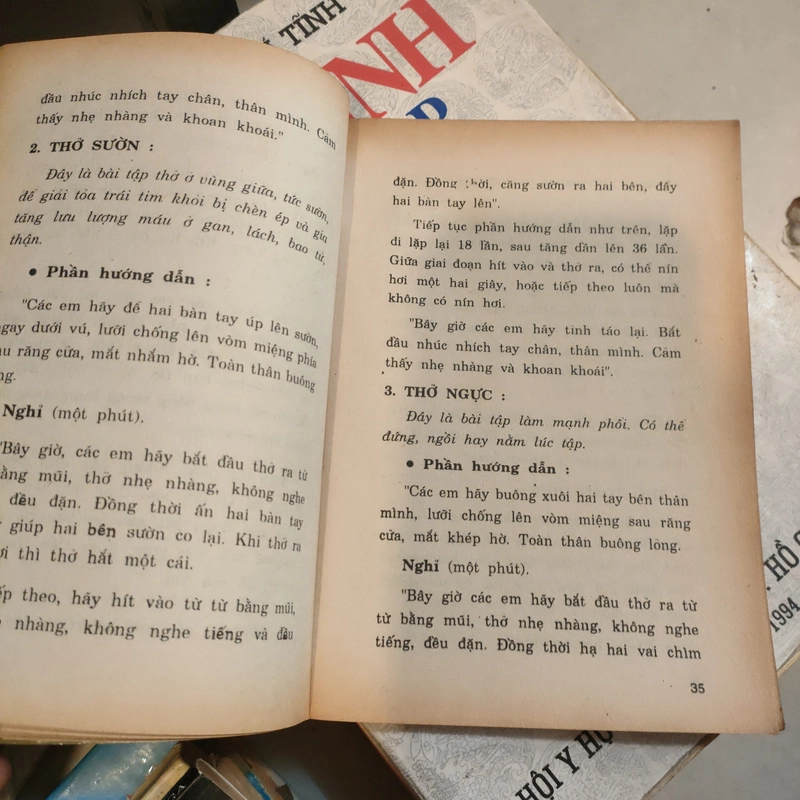 TĨNH
NH
đầu nhúc nhích tay chân, thân mình. Cảm
thấy nhẹ nhàng và khoan khoái."
2. THỞ SƯỜN :
Đây là bài tập thở ở vùng giữa, tức sườn,
để giải tỏa trái tim khỏi bị chèn ép và gia
tăng lưu lượng máu ở gan, lách, bao tử,
thận.
• Phần hướng dẫn :
"Các em hãy để hai bàn tay úp lên sườn,
ngay dưới vú, lưỡi chống lên vòm miệng phía
răng cửa, mắt nhắm hờ. Toàn thân buông
Nghỉ (một phút).
"Bây giờ, các em hãy bắt đầu thở ra từ
bằng mũi, thở nhẹ nhàng, không nghe
đều đặn. Đồng thời ấn hai bàn tay
giúp hai bên sườn co lại. Khi thở ra
thì thở hắt một cái.
theo, hãy hít vào từ từ bằng mũi,
nhàng, không nghe tiếng và đều
đặn. Đồng thời, căng sườn ra hai bên, đẩy
hai bàn tay lên".
Tiếp tục phần hướng dẫn như trên, lặp
đi lặp lại 18 lần, sau tăng dần lên 36 lần.
Giữa giai đoạn hít vào và thở ra, có thể nín
hơi một hai giây, hoặc tiếp theo luôn mà
không có nín hơi.
"Bây giờ các em hãy tỉnh táo lại. Bắt
đầu nhúc nhích tay chân, thân mình. Cảm
thấy nhẹ nhàng và khoan khoái".
3. THỞ NGỰC :
Đây là bài tập làm mạnh phổi. Có thể
đứng, ngồi hay nằm lúc tập.
• Phần hướng dẫn :
"Các em hãy buông xuôi hai tay bên thân
mình, lưỡi chống lên vòm miệng sau răng
cửa, mắt khép hờ. Toàn thân buông lỏng.
Nghỉ (một phút).
"Bây giờ các em hãy bắt đầu thở ra từ
từ bằng mũi, thở nhẹ nhàng, không nghe
tiếng, đều đặn. Đồng thời hạ hai vai chìm
35
HỒ
1994
HỘI Y